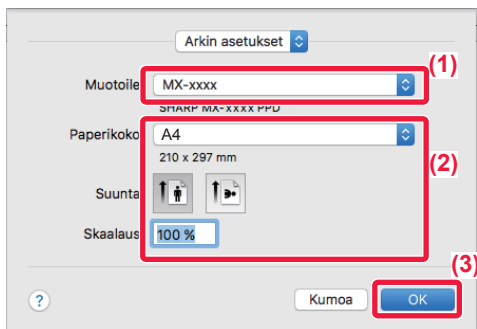 Arkin asetukset
(1)
Muotoile MX-xxxx
SHARP MX-xxxx PPD
Paperikoko A4
210 x 297 mm
(2)
Suunta
Skaalaus 100 %
(3)
? Kumoa OK